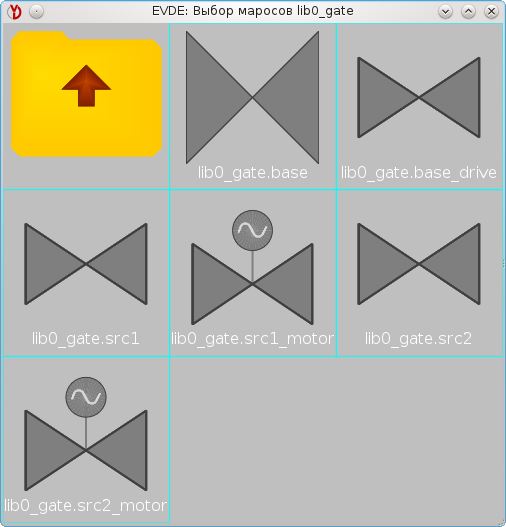 EVDE: Выбор маросов lib0_gate
lib0_gate.base
lib0_gate.base_drive
lib0_gate.src1
lib0_gate.src1_motor
lib0_gate.src2
lib0_gate.src2_motor